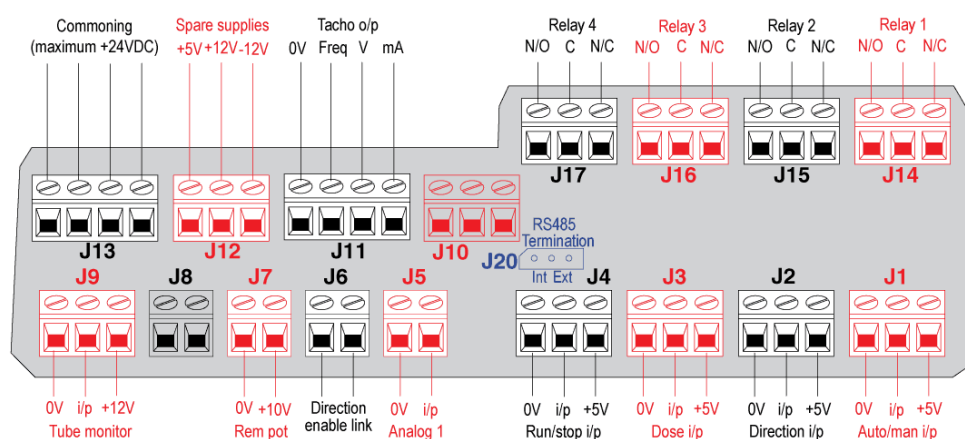 Commoning
(maximum +24VDC)
Spare supplies
+5V +12V -12V
Tacho o/p
0V Freq V mA
Relay 4
N/O C N/C
Relay 3
N/O C N/C
Relay 2
N/O C N/C
Relay 1
N/O C N/C
J17 J16 J15 J14
J13 J12 J11 J10
RS485
Termination
J20
Int Ext
J9 J8 J7 J6 J5 J4 J3 J2 J1
0V i/p +12V
Tube monitor
0V +10V
Rem pot
Direction
enable link
0V i/p
Analog 1
0V i/p +5V
Run/stop i/p
0V i/p +5V
Dose i/p
0V i/p +5V
Direction i/p
0V i/p +5V
Auto/man i/p